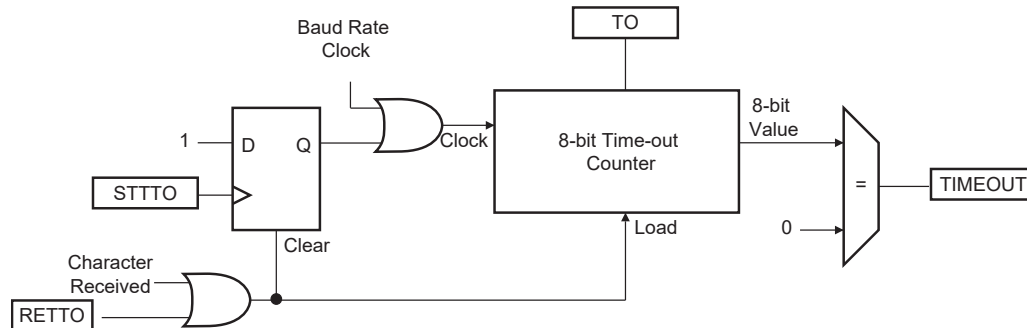 TO
Baud Rate
Clock
8-bit
Value
1
D
Q
Clock
8-bit Time-out
Counter
STTTO
=
TIMEOUT
Clear
Load
0
Character
Received
RETTO